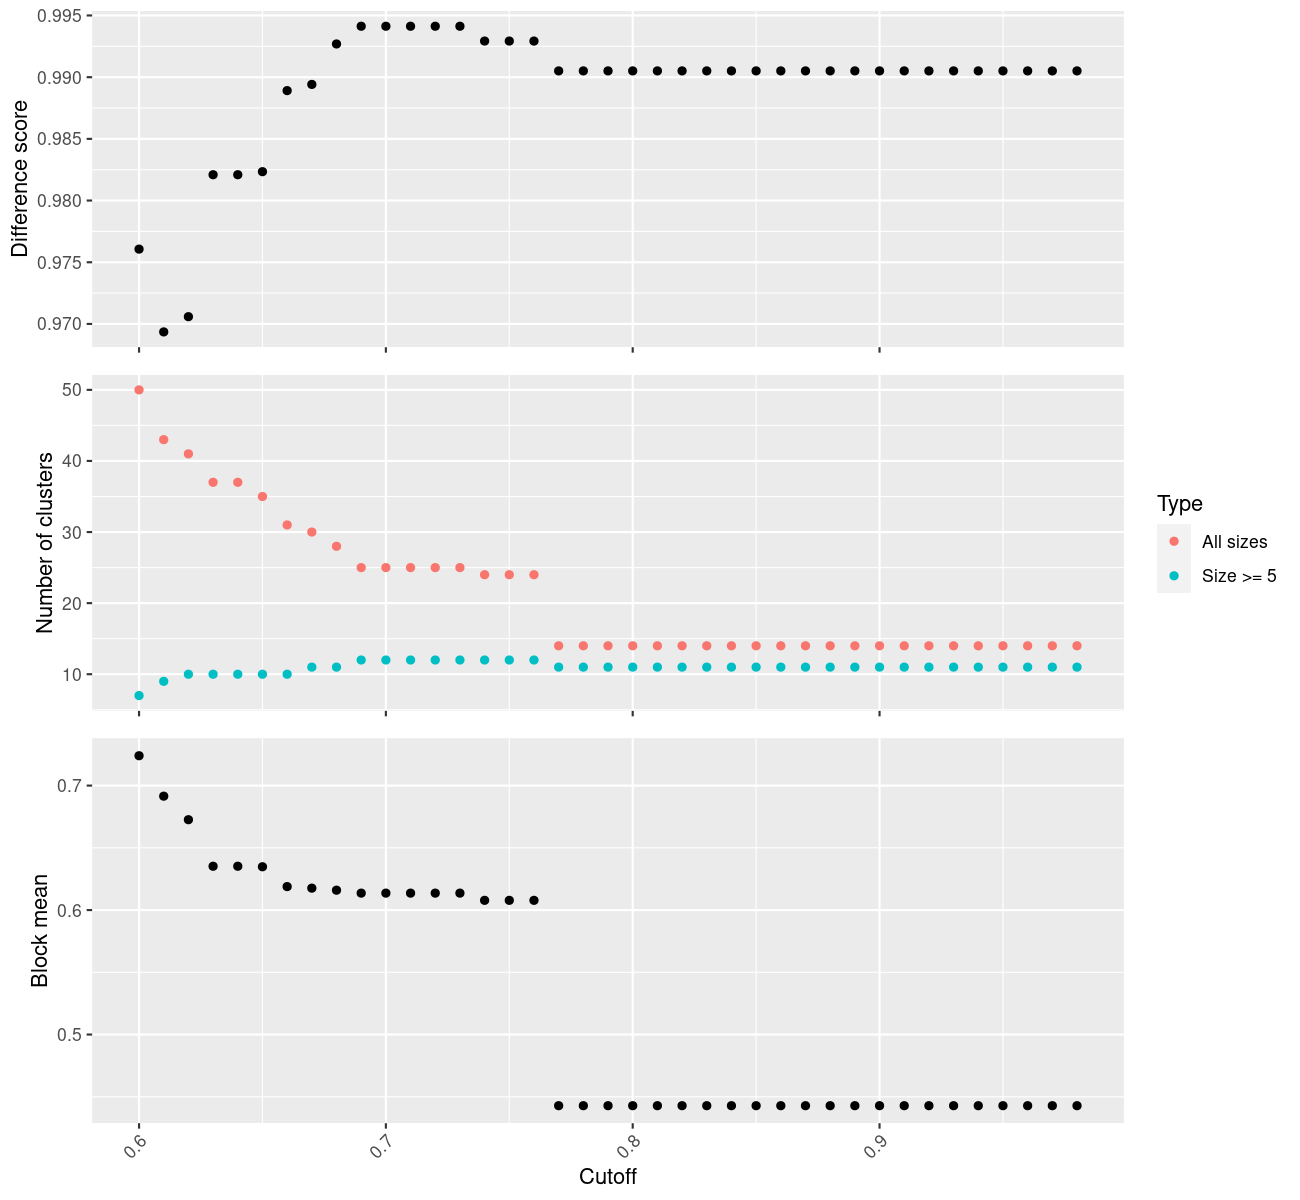 0.995
0.990
0.985
0.980
0.975
0.970
Difference score
50
40
30
20
10
Number of clusters
Type
All sizes
Size >= 5
0.7
0.6
0.5
Block mean
0.6 0.7 0.8 0.9
Cutoff